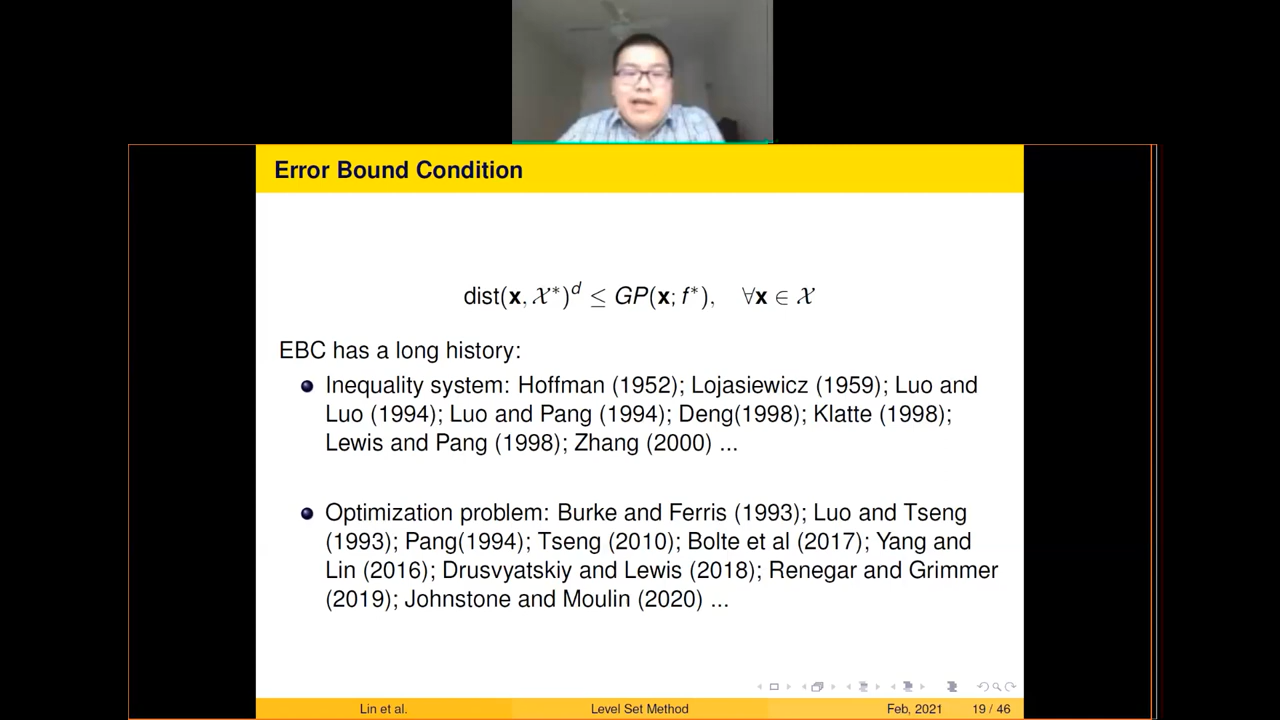 Error Bound Condition
dist(x, 𝒳*)ᵈ ≤ GP(x; f*), ∀x ∈ 𝒳
EBC has a long history:
Inequality system: Hoffman (1952); Lojasiewicz (1959); Luo and
Luo (1994); Luo and Pang (1994); Deng(1998); Klatte (1998);
Lewis and Pang (1998); Zhang (2000) ...
Optimization problem: Burke and Ferris (1993); Luo and Tseng
(1993); Pang(1994); Tseng (2010); Bolte et al (2017); Yang and
Lin (2016); Drusvyatskiy and Lewis (2018); Renegar and Grimmer
(2019); Johnstone and Moulin (2020) ...
Lin et al. Level Set Method Feb, 2021 19 / 46